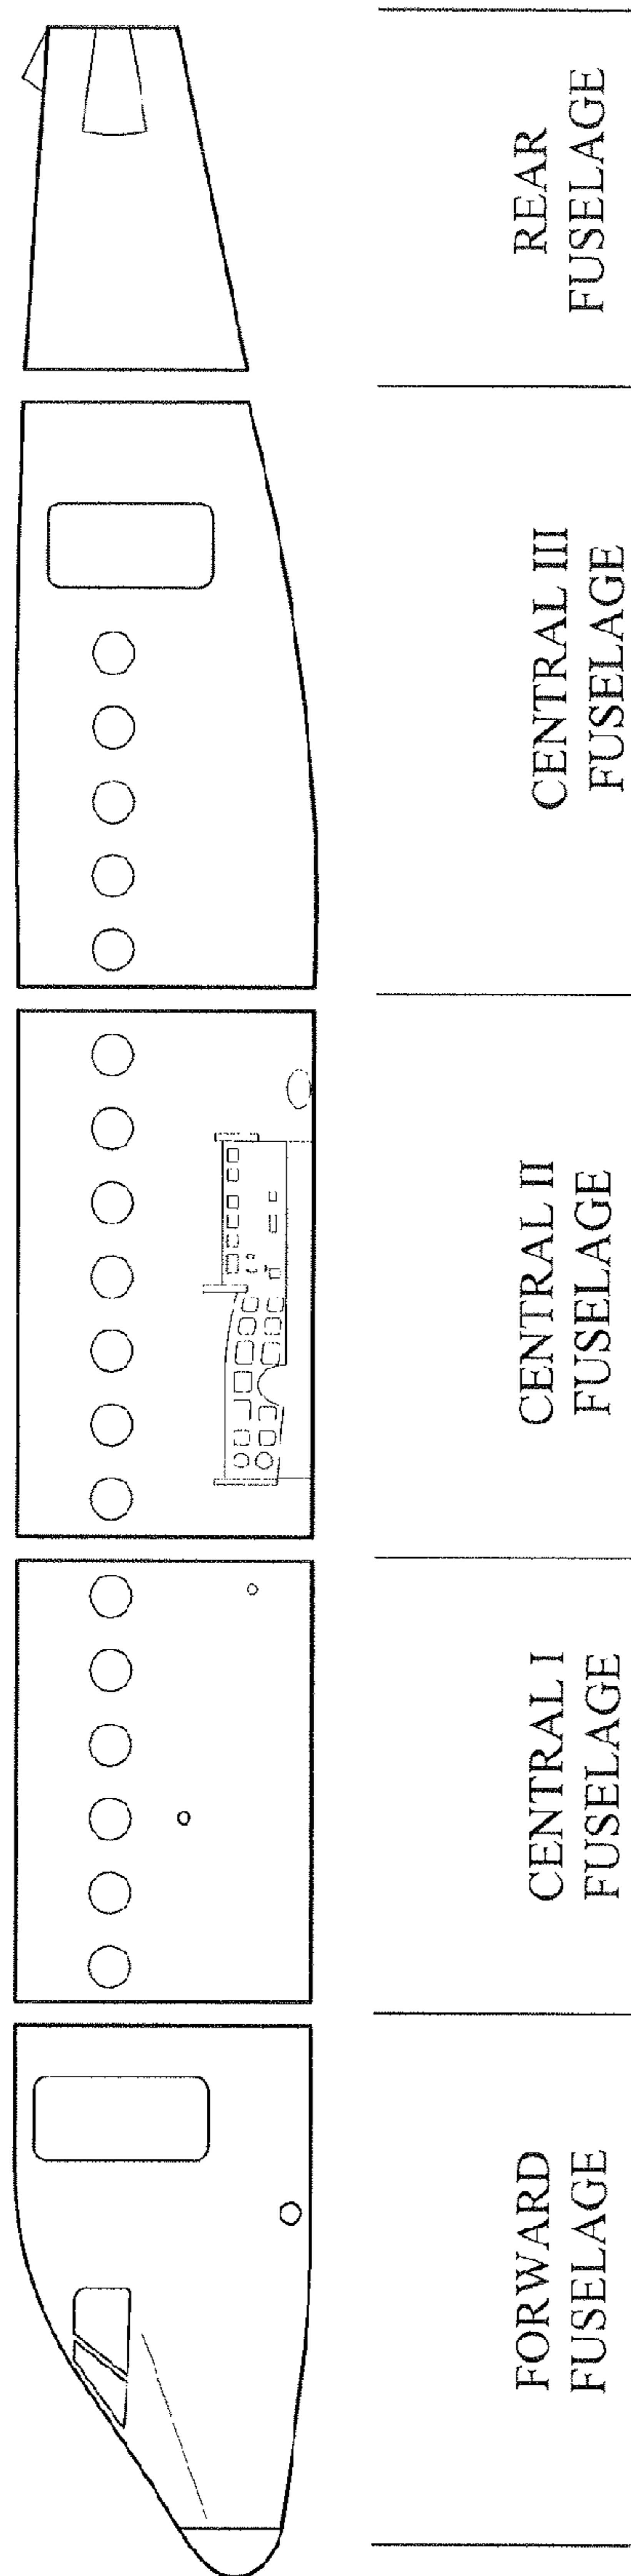 FORWARD
FUSELAGE
CENTRAL I
FUSELAGE
CENTRAL II
FUSELAGE
CENTRAL III
FUSELAGE
REAR
FUSELAGE